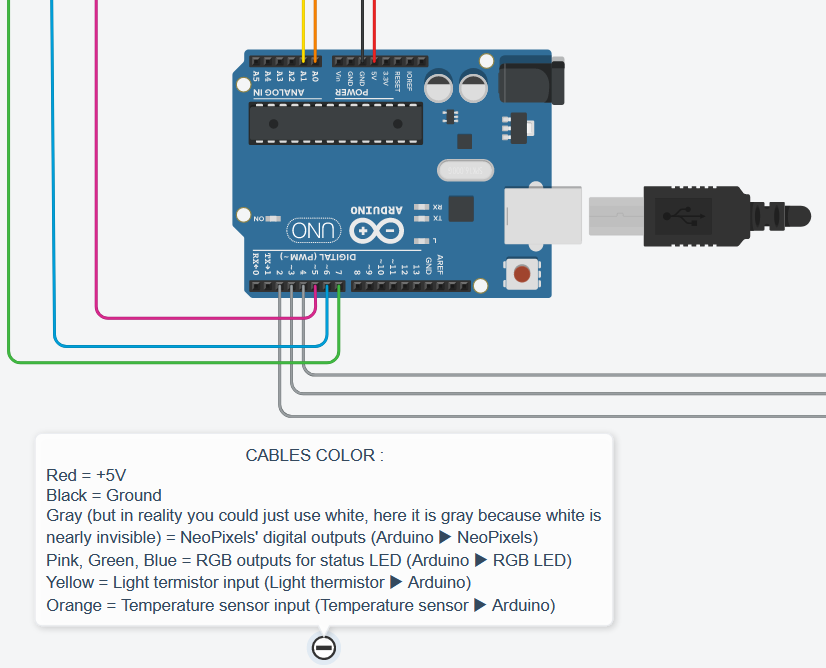 A5 A4 A3 A2 A1 A0 Vin GND GND 5V 3.3V RESET IOREF
ANALOG IN POWER
RX
TX
ARDUINO
ON
UNO
L
DIGITAL (PWM~)
RX←0 TX→1 2 ~3 4 ~5 ~6 7 8 ~9 ~10 ~11 12 13 GND AREF
CABLES COLOR :
Red = +5V
Black = Ground
Gray (but in reality you could just use white, here it is gray because white is
nearly invisible) = NeoPixels' digital outputs (Arduino ► NeoPixels)
Pink, Green, Blue = RGB outputs for status LED (Arduino ► RGB LED)
Yellow = Light termistor input (Light thermistor ► Arduino)
Orange = Temperature sensor input (Temperature sensor ► Arduino)